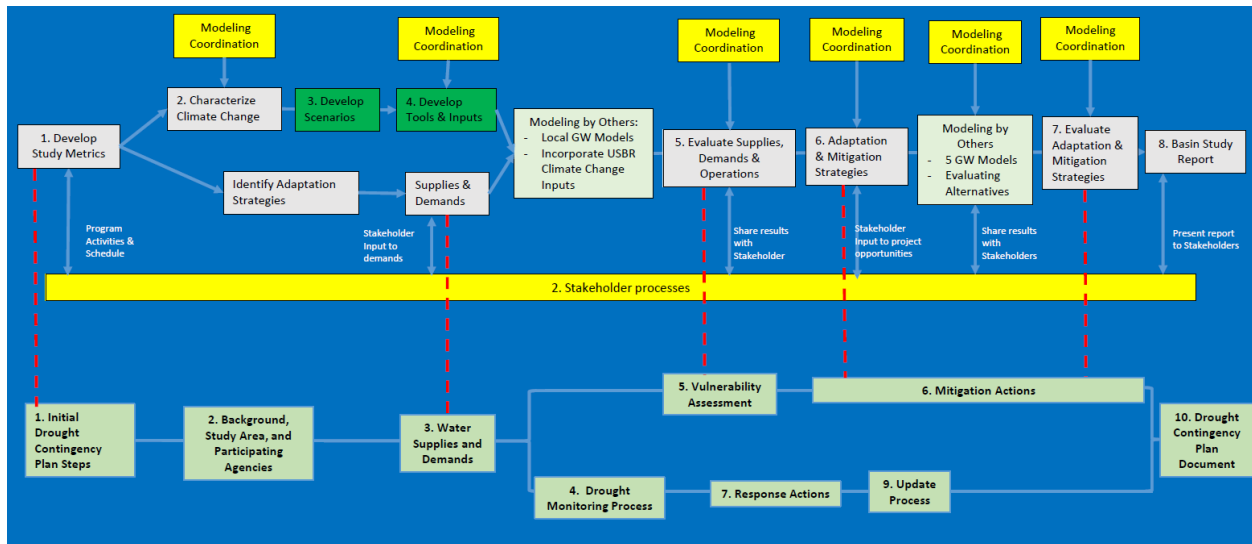 Modeling
Coordination
Modeling
Coordination
Modeling
Coordination
Modeling
Coordination
Modeling
Coordination
Modeling
Coordination
1. Develop
Study Metrics
2. Characterize
Climate Change
3. Develop
Scenarios
4. Develop
Tools & Inputs
Identify Adaptation
Strategies
Supplies &
Demands
Modeling by Others:
- Local GW Models
- Incorporate USBR
Climate Change
Inputs
5. Evaluate Supplies,
Demands &
Operations
6. Adaptation
& Mitigation
Strategies
Modeling by
Others
- 5 GW Models
- Evaluating
Alternatives
7. Evaluate
Adaptation &
Mitigation
Strategies
8. Basin Study
Report
Program
Activities &
Schedule
Stakeholder
Input to
demands
Share results
with
Stakeholder
Stakeholder
Input to project
opportunities
Share results
with
Stakeholders
Present report
to Stakeholders
2. Stakeholder processes
1. Initial
Drought
Contingency
Plan Steps
2. Background,
Study Area, and
Participating
Agencies
3. Water
Supplies and
Demands
5. Vulnerability
Assessment
6. Mitigation Actions
4. Drought
Monitoring Process
7. Response Actions
9. Update
Process
10. Drought
Contingency
Plan
Document